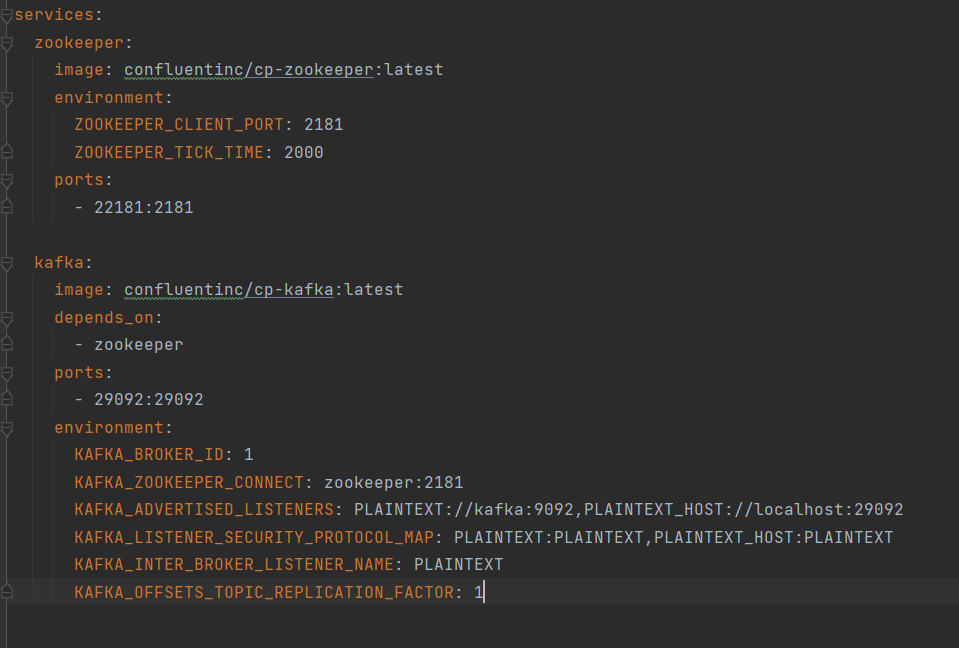 services:
  zookeeper:
    image: confluentinc/cp-zookeeper:latest
    environment:
      ZOOKEEPER_CLIENT_PORT: 2181
      ZOOKEEPER_TICK_TIME: 2000
    ports:
      - 22181:2181

  kafka:
    image: confluentinc/cp-kafka:latest
    depends_on:
      - zookeeper
    ports:
      - 29092:29092
    environment:
      KAFKA_BROKER_ID: 1
      KAFKA_ZOOKEEPER_CONNECT: zookeeper:2181
      KAFKA_ADVERTISED_LISTENERS: PLAINTEXT://kafka:9092,PLAINTEXT_HOST://localhost:29092
      KAFKA_LISTENER_SECURITY_PROTOCOL_MAP: PLAINTEXT:PLAINTEXT,PLAINTEXT_HOST:PLAINTEXT
      KAFKA_INTER_BROKER_LISTENER_NAME: PLAINTEXT
      KAFKA_OFFSETS_TOPIC_REPLICATION_FACTOR: 1